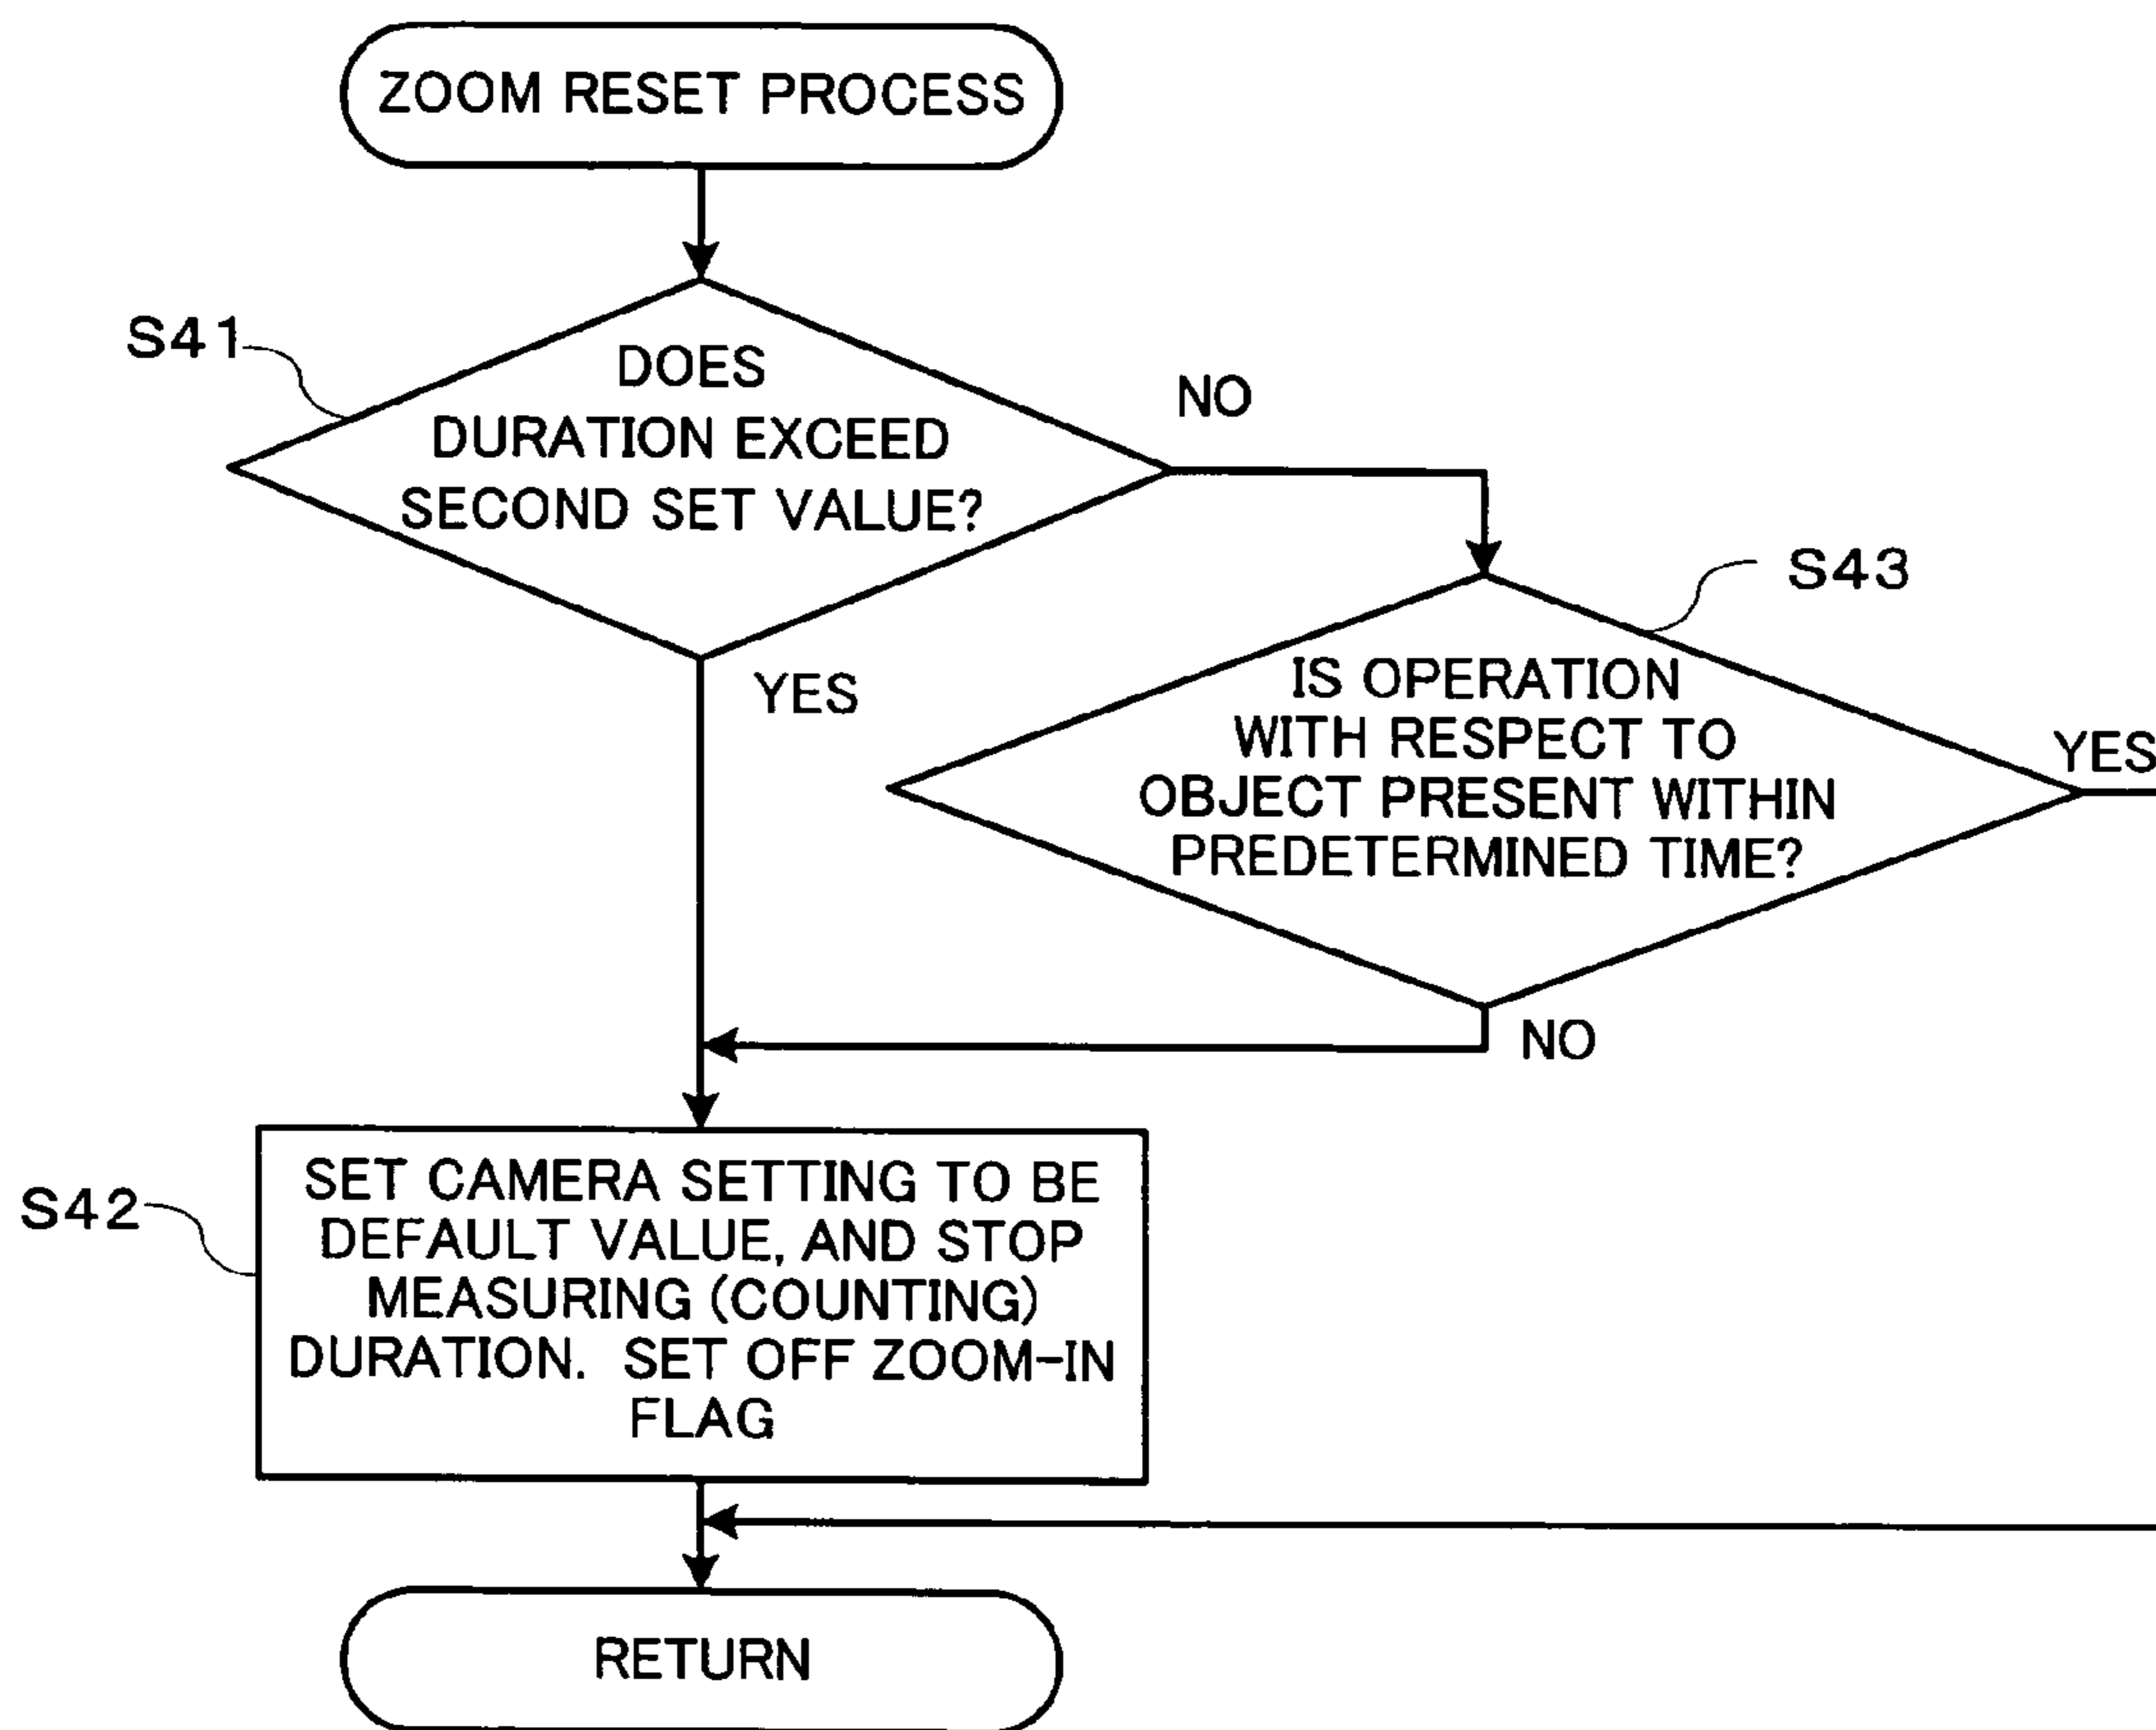 ZOOM RESET PROCESS
S41
DOES
DURATION EXCEED
SECOND SET VALUE?
NO
YES
S43
IS OPERATION
WITH RESPECT TO
OBJECT PRESENT WITHIN
PREDETERMINED TIME?
YES
NO
S42
SET CAMERA SETTING TO BE
DEFAULT VALUE, AND STOP
MEASURING (COUNTING)
DURATION. SET OFF ZOOM-IN
FLAG
RETURN